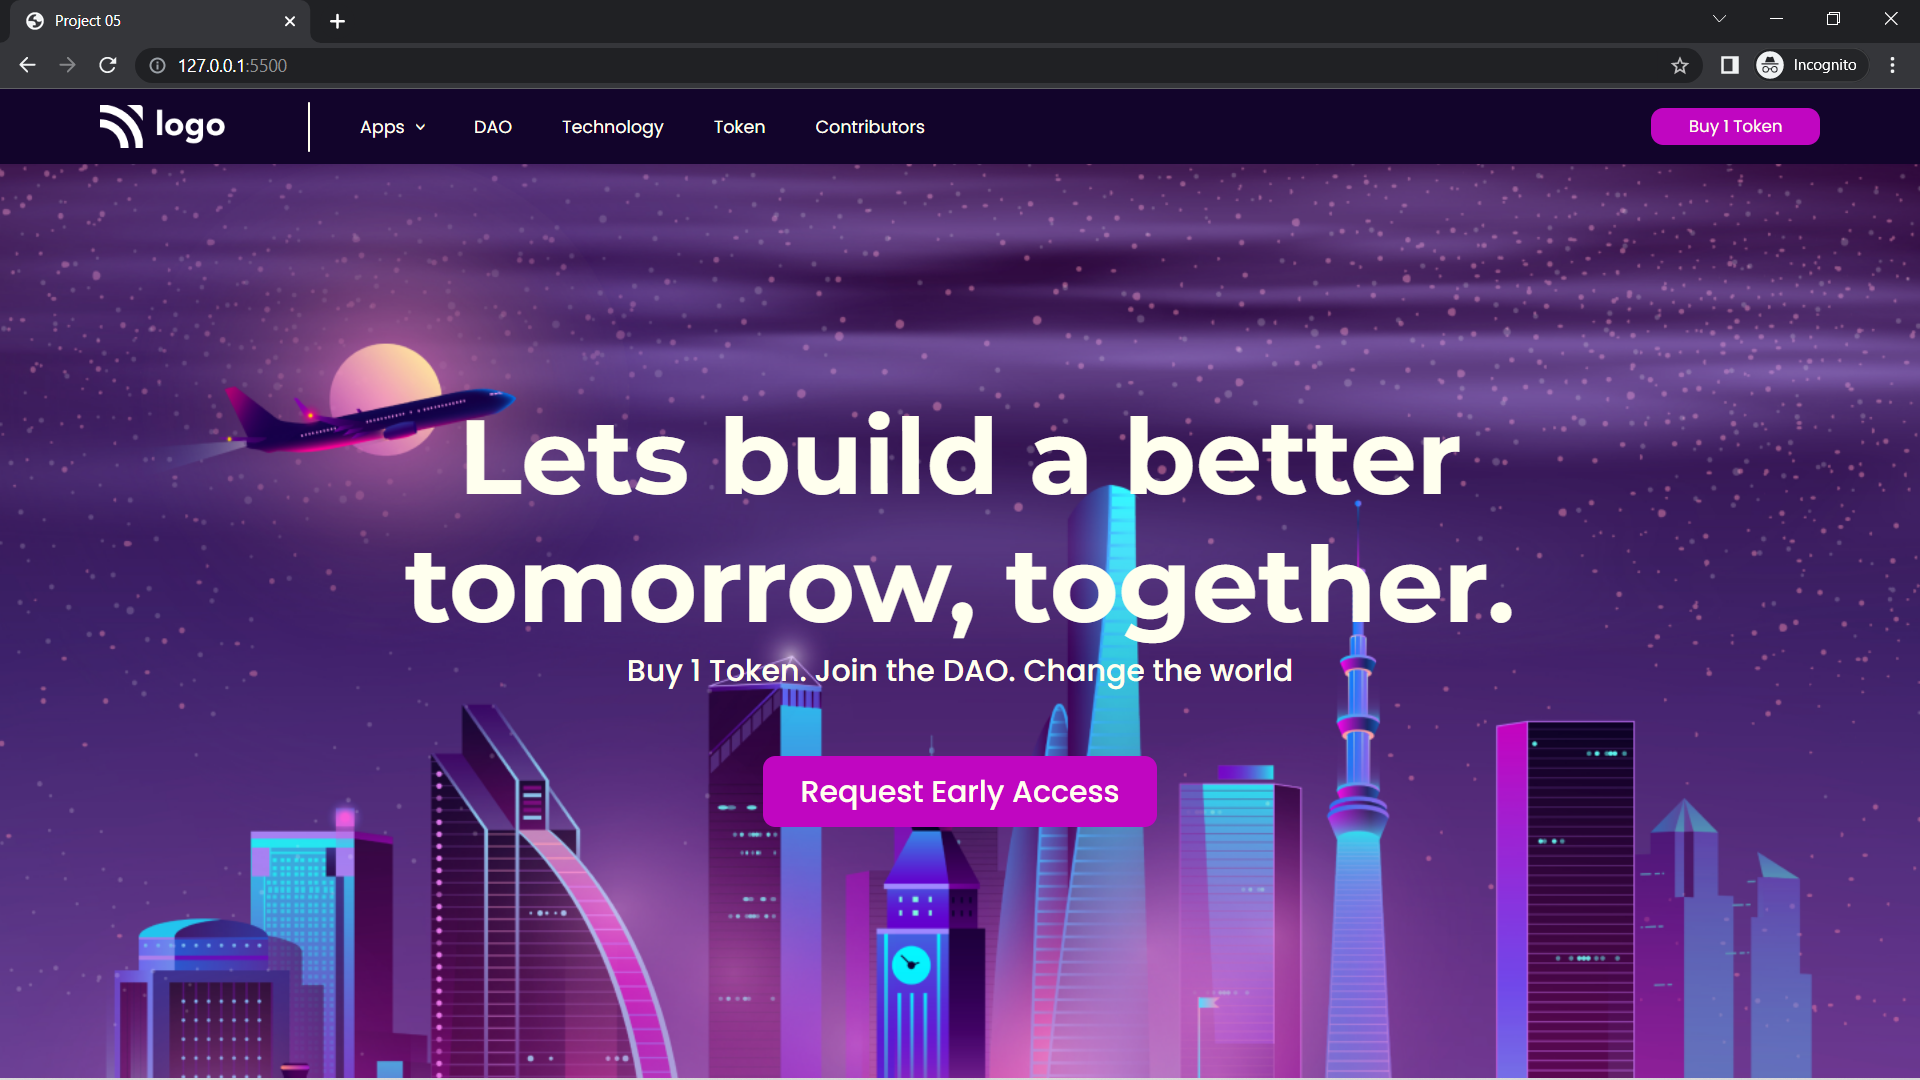 Project 05
127.0.0.1:5500
Incognito
logo
Apps
DAO
Technology
Token
Contributors
Buy 1 Token
Lets build a better
tomorrow, together.
Buy 1 Token. Join the DAO. Change the world
Request Early Access